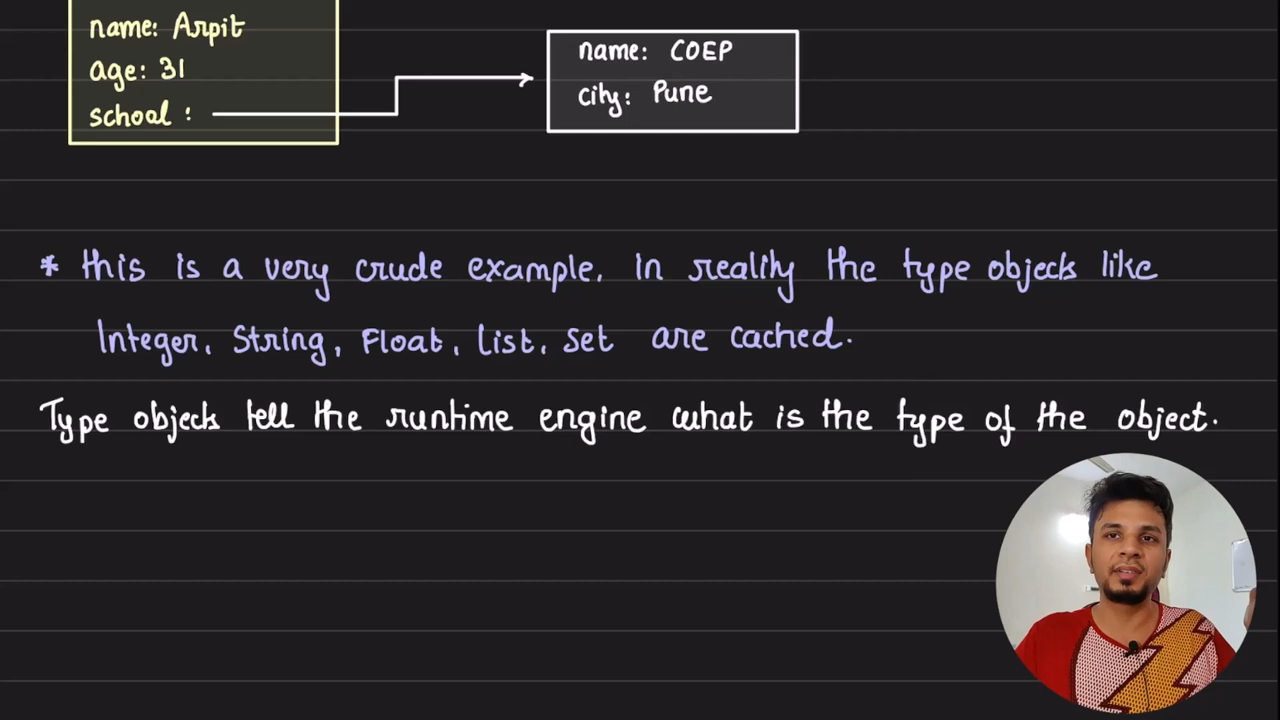 name: Arpit
age: 31
school :
name: COEP
city: Pune
* this is a very crude example. in reality the type objects like
Integer, String, Float, List, Set are cached.
Type objects tell the runtime engine what is the type of the object.